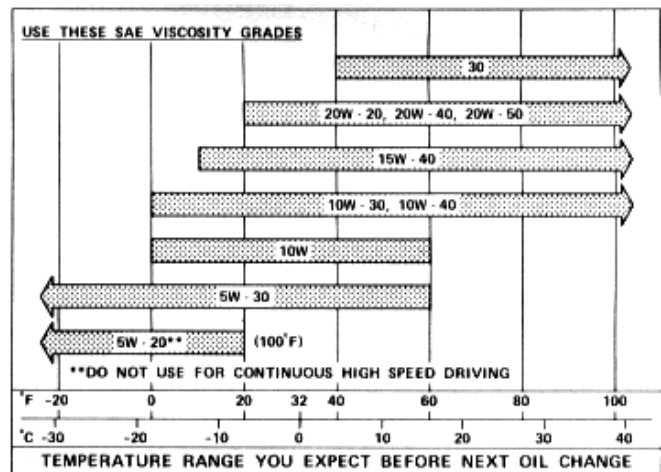 USE THESE SAE VISCOSITY GRADES
30
20W - 20, 20W - 40, 20W - 50
15W - 40
10W - 30, 10W - 40
10W
5W - 30
5W - 20** (100°F)
**DO NOT USE FOR CONTINUOUS HIGH SPEED DRIVING
°F -20 0 20 32 40 60 80 100
°C -30 -20 -10 0 10 20 30 40
TEMPERATURE RANGE YOU EXPECT BEFORE NEXT OIL CHANGE